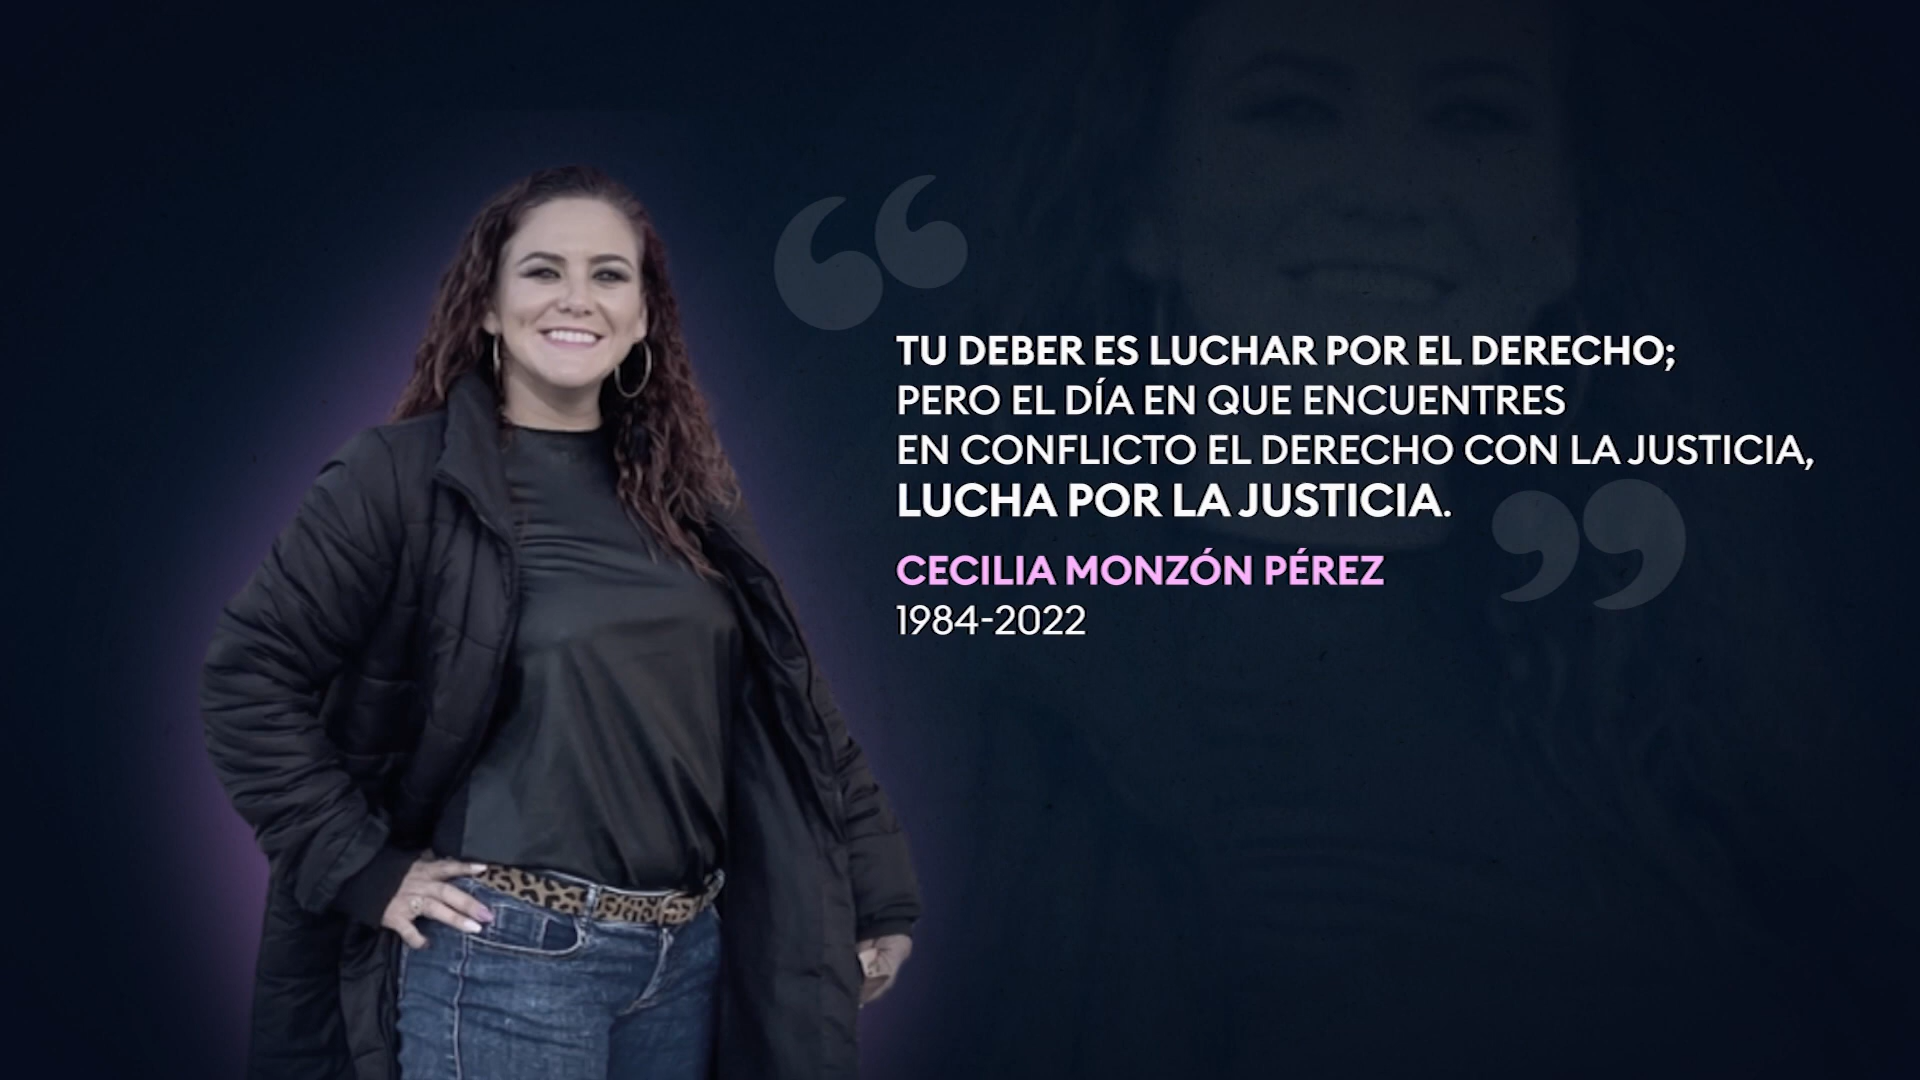 TU DEBER ES LUCHAR POR EL DERECHO;
PERO EL DÍA EN QUE ENCUENTRES
EN CONFLICTO EL DERECHO CON LA JUSTICIA,
LUCHA POR LA JUSTICIA.
CECILIA MONZÓN PÉREZ
1984-2022